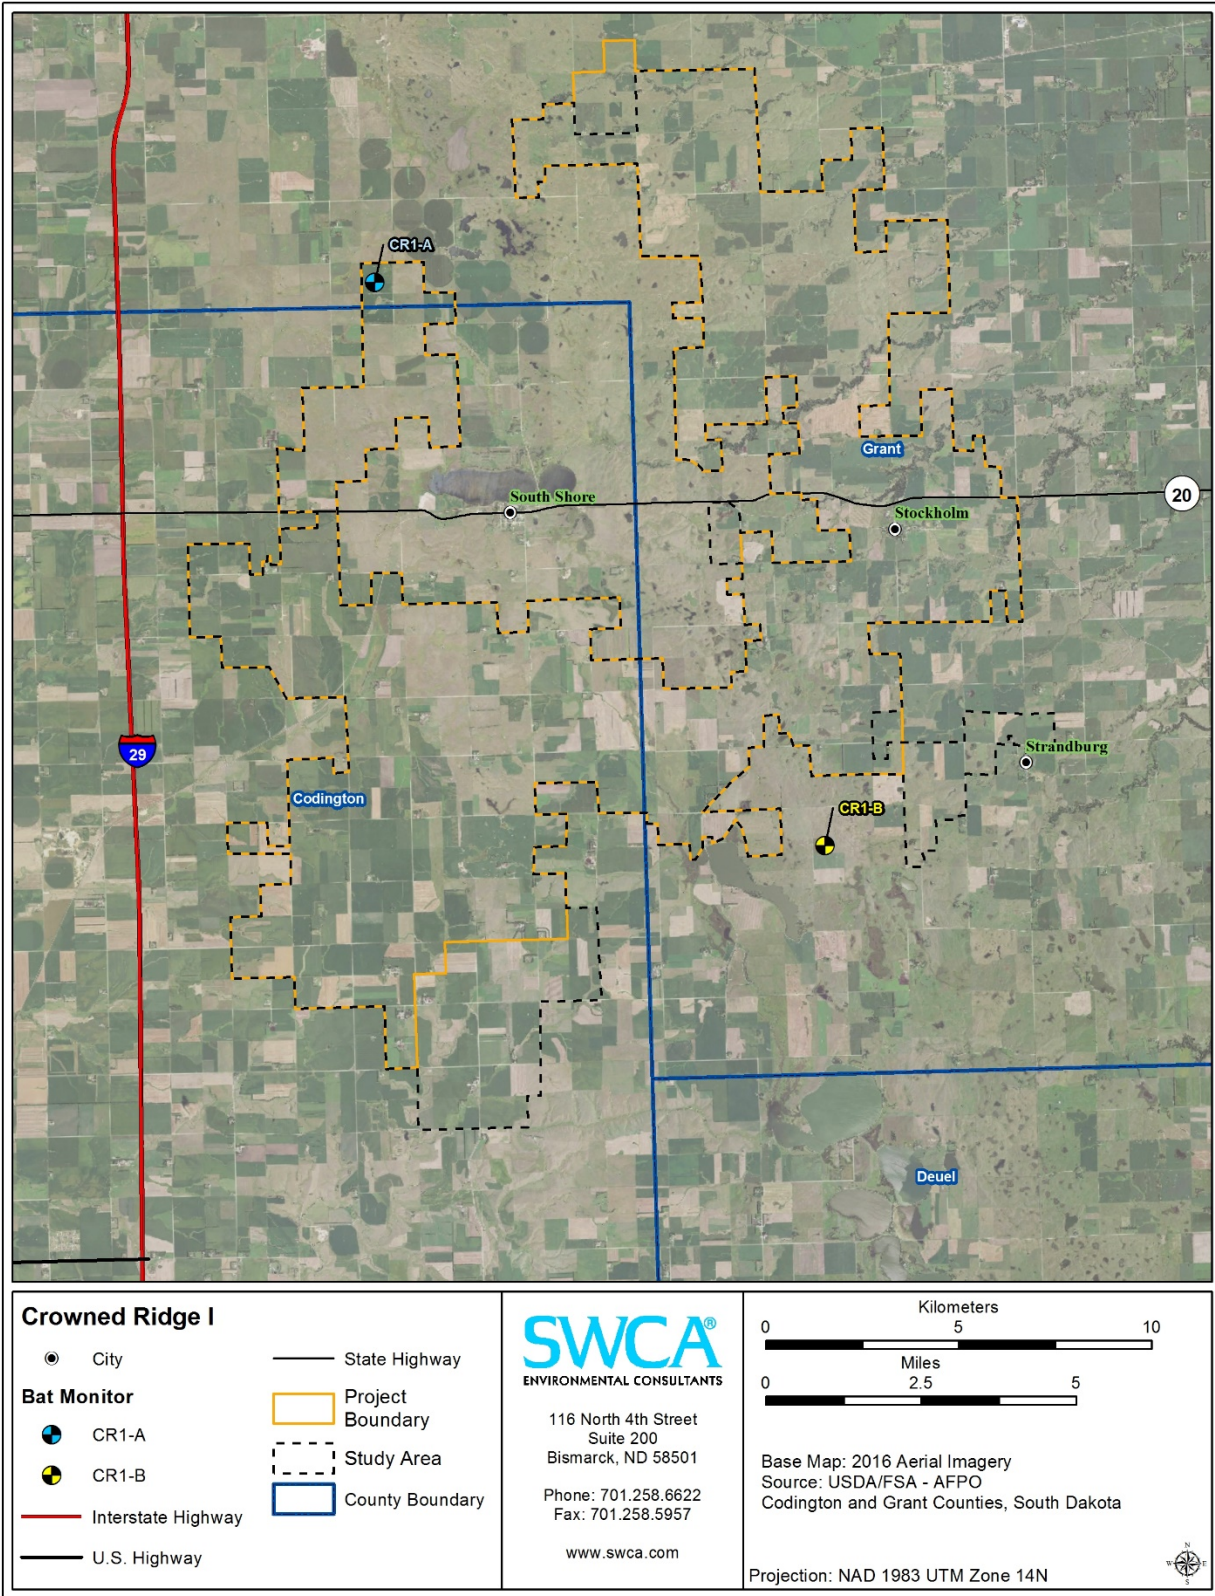 CR1-A
Grant
South Shore
20
Stockholm
29
Strandburg
Codington
CR1-B
Deuel
Crowned Ridge I
City
Bat Monitor
CR1-A
CR1-B
Interstate Highway
U.S. Highway
State Highway
Project
Boundary
Study Area
County Boundary
SWCA®
ENVIRONMENTAL CONSULTANTS
116 North 4th Street
Suite 200
Bismarck, ND 58501
Phone: 701.258.6622
Fax: 701.258.5957
www.swca.com
Kilometers
0 5 10
Miles
0 2.5 5
Base Map: 2016 Aerial Imagery
Source: USDA/FSA - AFPO
Codington and Grant Counties, South Dakota
Projection: NAD 1983 UTM Zone 14N
N
W E
S